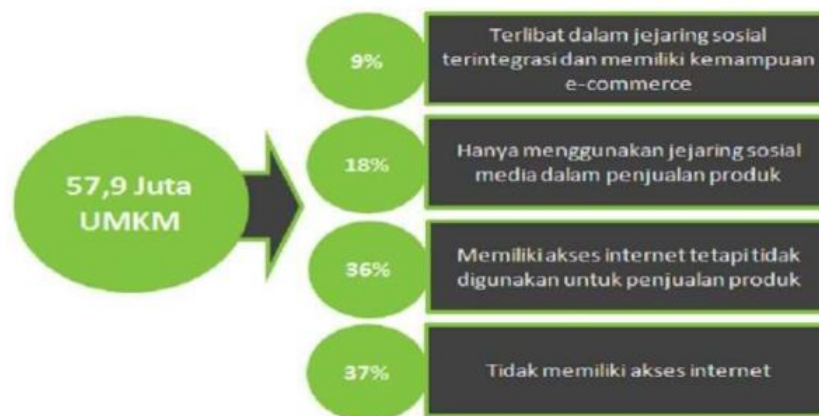 57,9 Juta
UMKM
9%
Terlibat dalam jejaring sosial
terintegrasi dan memiliki kemampuan
e-commerce
18%
Hanya menggunakan jejaring sosial
media dalam penjualan produk
36%
Memiliki akses internet tetapi tidak
digunakan untuk penjualan produk
37%
Tidak memiliki akses internet